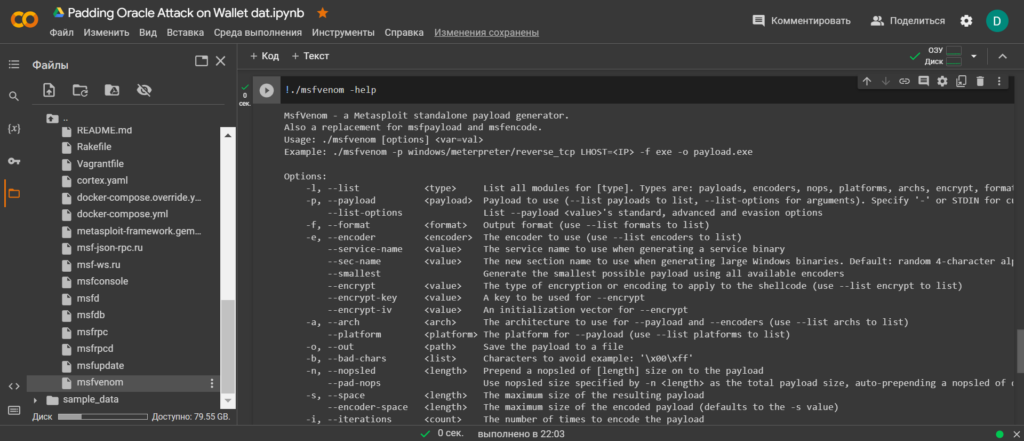 Padding Oracle Attack on Wallet dat.ipynb
Файл Изменить Вид Вставка Среда выполнения Инструменты Справка Изменения сохранены
Комментировать Поделиться D
Файлы
+ Код + Текст
ОЗУ
Диск
..
README.md
Rakefile
Vagrantfile
cortex.yaml
docker-compose.override.y...
docker-compose.yml
metasploit-framework.gem...
msf-json-rpc.ru
msf-ws.ru
msfconsole
msfd
msfdb
msfrpc
msfrpcd
msfupdate
msfvenom
sample_data
Диск Доступно: 79.55 GB.
0
сек.
!./msfvenom -help
MsfVenom - a Metasploit standalone payload generator.
Also a replacement for msfpayload and msfencode.
Usage: ./msfvenom [options] <var=val>
Example: ./msfvenom -p windows/meterpreter/reverse_tcp LHOST=<IP> -f exe -o payload.exe
Options:
-l, --list <type> List all modules for [type]. Types are: payloads, encoders, nops, platforms, archs, encrypt, format
-p, --payload <payload> Payload to use (--list payloads to list, --list-options for arguments). Specify '-' or STDIN for
--list-options List --payload <value>'s standard, advanced and evasion options
-f, --format <format> Output format (use --list formats to list)
-e, --encoder <encoder> The encoder to use (use --list encoders to list)
--service-name <value> The service name to use when generating a service binary
--sec-name <value> The new section name to use when generating large Windows binaries. Default: random 4-character
--smallest Generate the smallest possible payload using all available encoders
--encrypt <value> The type of encryption or encoding to apply to the shellcode (use --list encrypt to list)
--encrypt-key <value> A key to be used for --encrypt
--encrypt-iv <value> An initialization vector for --encrypt
-a, --arch <arch> The architecture to use for --payload and --encoders (use --list archs to list)
--platform <platform> The platform for --payload (use --list platforms to list)
-o, --out <path> Save the payload to a file
-b, --bad-chars <list> Characters to avoid example: '\x00\xff'
-n, --nopsled <length> Prepend a nopsled of [length] size on to the payload
--pad-nops Use nopsled size specified by -n <length> as the total payload size, auto-prepending a nopsled of
-s, --space <length> The maximum size of the resulting payload
--encoder-space <length> The maximum size of the encoded payload (defaults to the -s value)
-i, --iterations <count> The number of times to encode the payload
0 сек. выполнено в 22:03